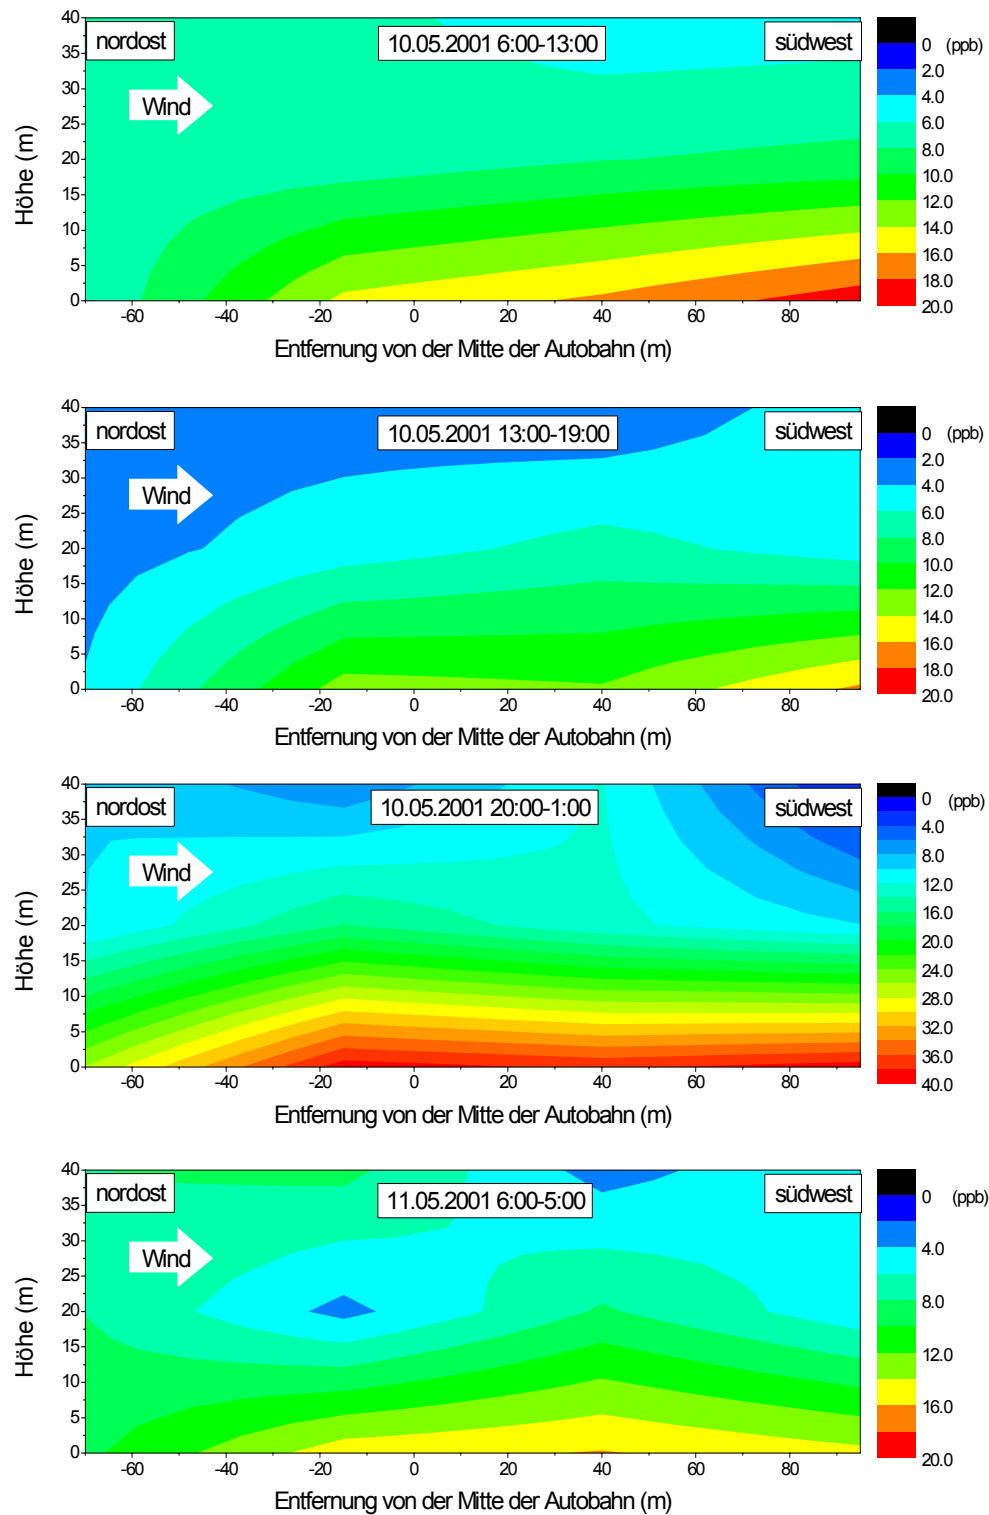 40
35
30
25
20
15
10
5
0
Höhe (m)
nordost
10.05.2001 6:00-13:00
südwest
Wind
-60 -40 -20 0 20 40 60 80
Entfernung von der Mitte der Autobahn (m)
0 (ppb)
2.0
4.0
6.0
8.0
10.0
12.0
14.0
16.0
18.0
20.0
40
35
30
25
20
15
10
5
0
Höhe (m)
nordost
10.05.2001 13:00-19:00
südwest
Wind
-60 -40 -20 0 20 40 60 80
Entfernung von der Mitte der Autobahn (m)
0 (ppb)
2.0
4.0
6.0
8.0
10.0
12.0
14.0
16.0
18.0
20.0
40
35
30
25
20
15
10
5
0
Höhe (m)
nordost
10.05.2001 20:00-1:00
südwest
Wind
-60 -40 -20 0 20 40 60 80
Entfernung von der Mitte der Autobahn (m)
0 (ppb)
4.0
8.0
12.0
16.0
20.0
24.0
28.0
32.0
36.0
40.0
40
35
30
25
20
15
10
5
0
Höhe (m)
nordost
11.05.2001 6:00-5:00
südwest
Wind
-60 -40 -20 0 20 40 60 80
Entfernung von der Mitte der Autobahn (m)
0 (ppb)
4.0
8.0
12.0
16.0
20.0